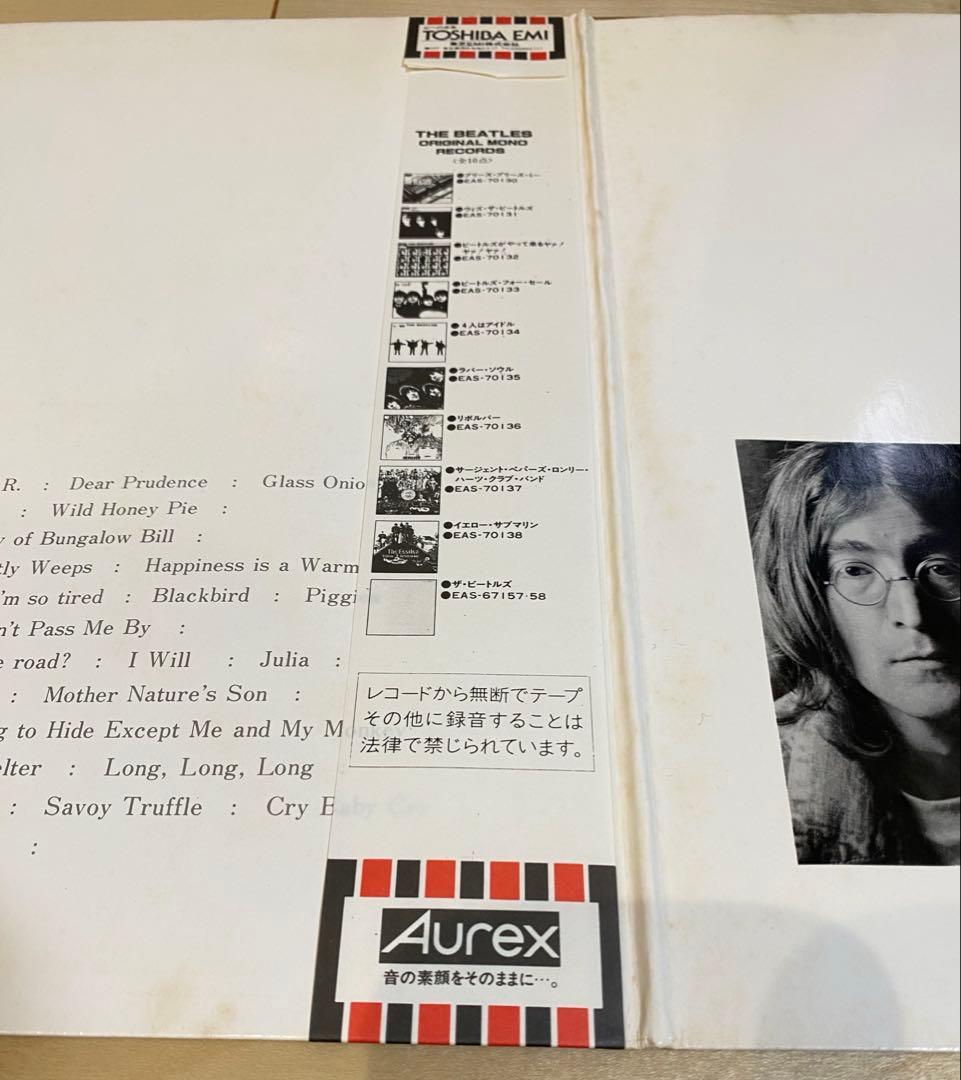 TOSHIBA EMI
東芝EMI株式会社
THE BEATLES
ORIGINAL MONO
RECORDS
〈全10点〉
●プリーズ・プリーズ・ミー
●EAS-70130
●ウィズ・ザ・ビートルズ
●EAS-70131
●ビートルズがやって来るヤァ!
ヤァ!ヤァ!
●EAS-70132
●ビートルズ・フォー・セール
●EAS-70133
●4人はアイドル
●EAS-70134
●ラバー・ソウル
●EAS-70135
●リボルバー
●EAS-70136
●サージェント・ペパーズ・ロンリー・
ハーツ・クラブ・バンド
●EAS-70137
●イエロー・サブマリン
●EAS-70138
●ザ・ビートルズ
●EAS-67157·58
レコードから無断でテープ
その他に録音することは
法律で禁じられています。
Aurex
音の素顔をそのままに…。
R. : Dear Prudence : Glass Onio
: Wild Honey Pie :
y of Bungalow Bill :
tly Weeps : Happiness is a Warm
I'm so tired : Blackbird : Piggi
n't Pass Me By :
e road? : I Will : Julia :
: Mother Nature's Son :
g to Hide Except Me and My Monkey
elter : Long, Long, Long
: Savoy Truffle : Cry Baby Cry
: